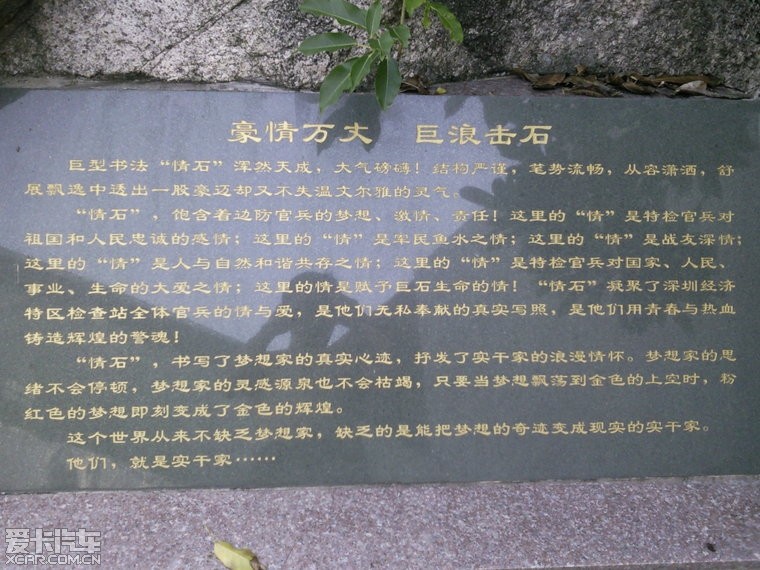 豪情万丈　巨浪击石
巨型书法“情石”浑然天成，大气磅礴！结构严谨，笔势流畅，从容潇洒，舒
展飘逸中透出一股豪迈却又不失温文尔雅的灵气。
“情石”，饱含着边防官兵的梦想、激情、责任！这里的“情”是特检官兵对
祖国和人民忠诚的感情；这里的“情”是军民鱼水之情；这里的“情”是战友深情；
这里的“情”是人与自然和谐共存之情；这里的“情”是特检官兵对国家、人民、
事业、生命的大爱之情；这里的情是赋予巨石生命的情！“情石”凝聚了深圳经济
特区检查站全体官兵的情与爱，是他们无私奉献的真实写照，是他们用青春与热血
铸造辉煌的警魂！
“情石”，书写了梦想家的真实心迹，抒发了实干家的浪漫情怀。梦想家的思
绪不会停顿，梦想家的灵感源泉也不会枯竭，只要当梦想飘荡到金色的上空时，粉
红色的梦想即刻变成了金色的辉煌。
这个世界从来不缺乏梦想家，缺乏的是能把梦想的奇迹变成现实的实干家。
他们，就是实干家……
爱卡汽车
XCAR.COM.CN